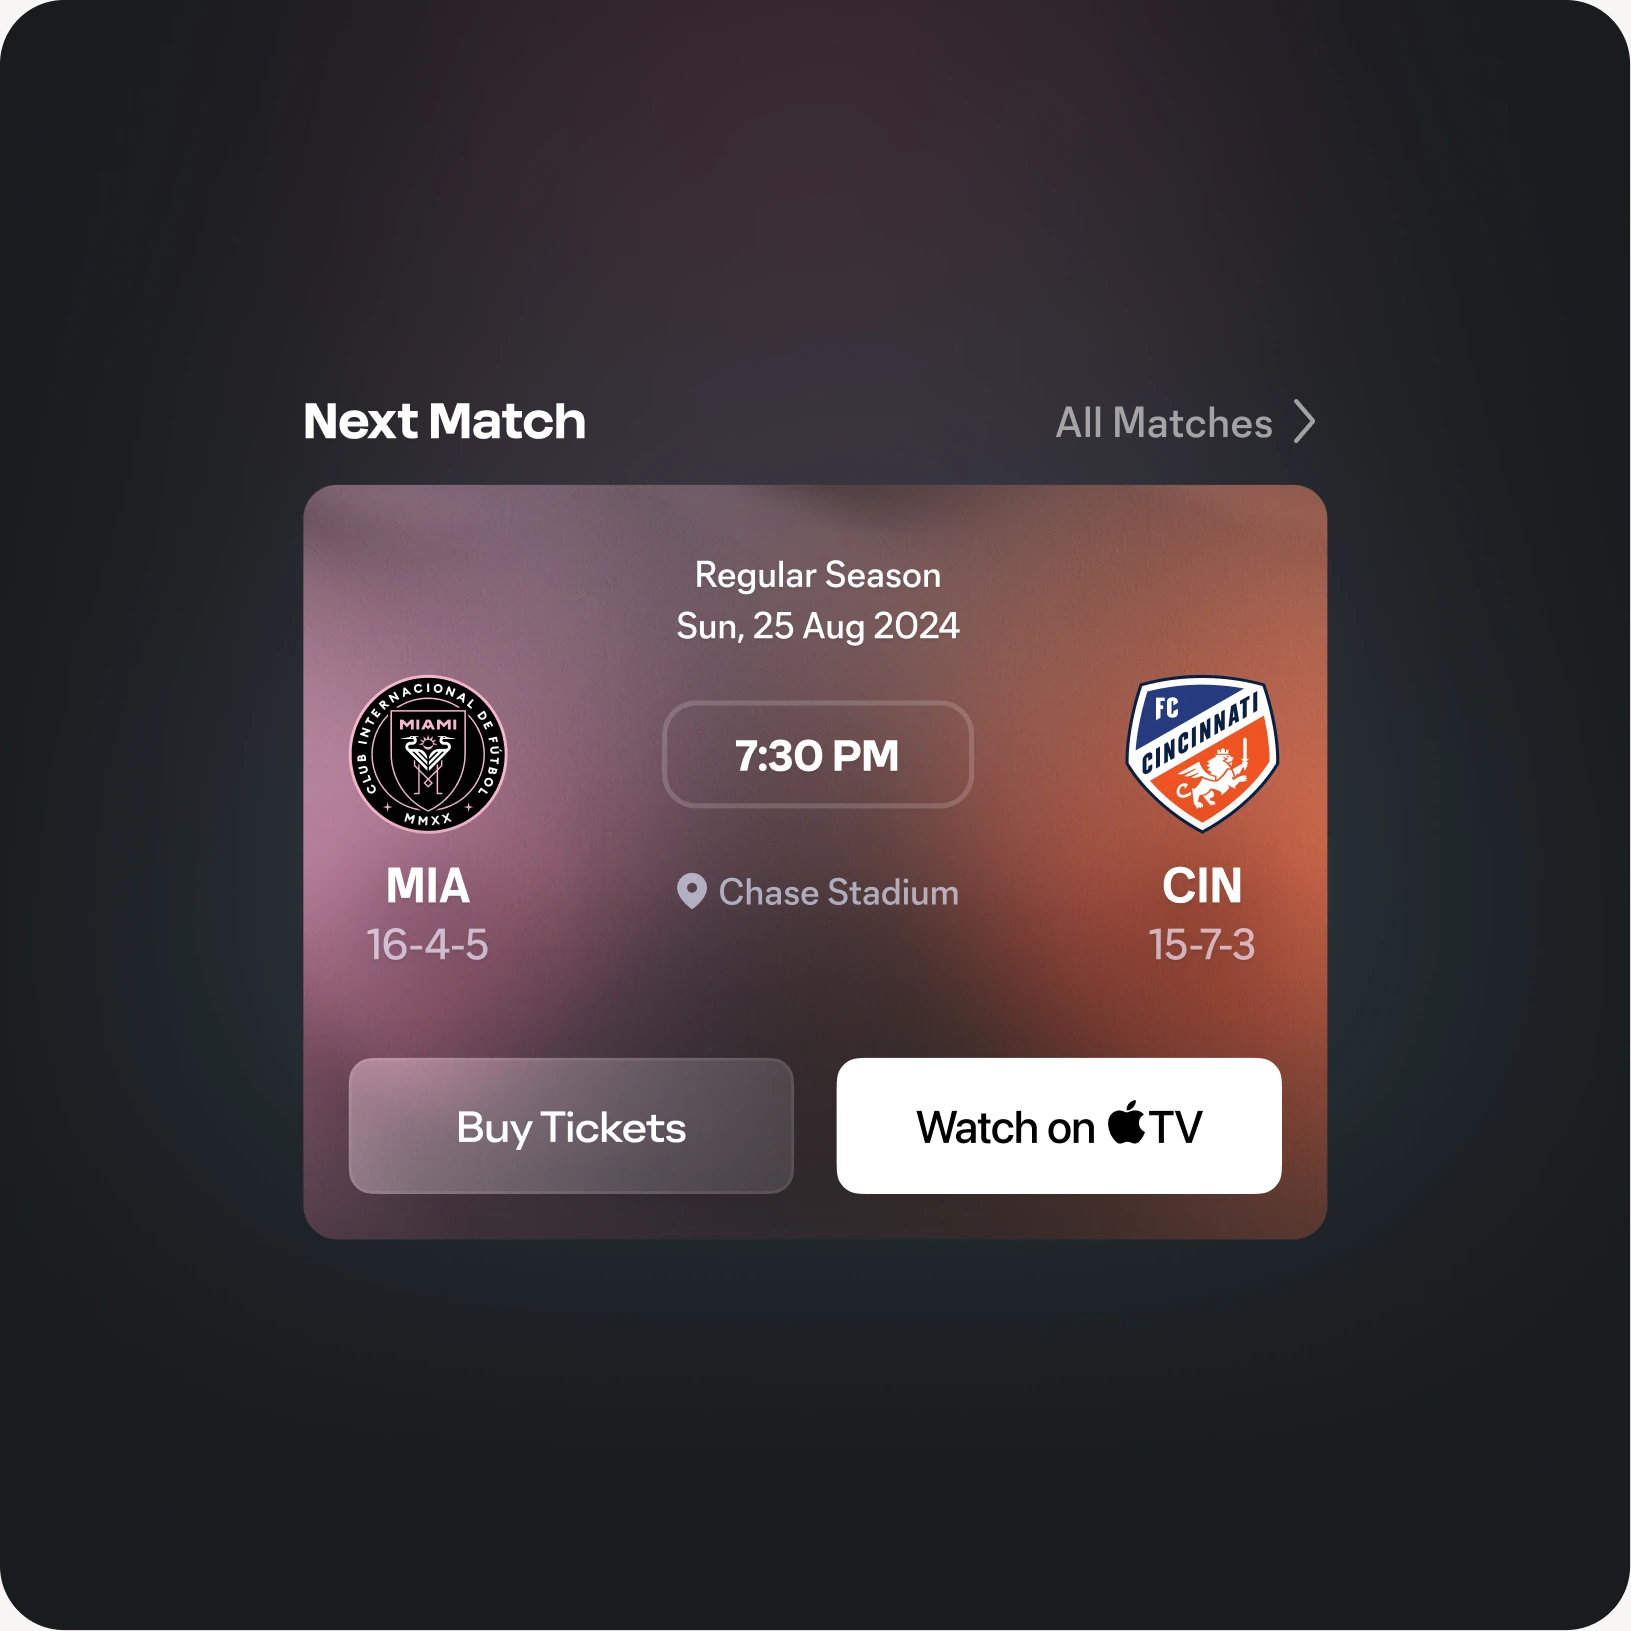 Next Match
All Matches
Regular Season
Sun, 25 Aug 2024
CLUB INTERNACIONAL DE FÚTBOL
MIAMI
MMXX
7:30 PM
FC
CINCINNATI
MIA
16-4-5
Chase Stadium
CIN
15-7-3
Buy Tickets
Watch on TV